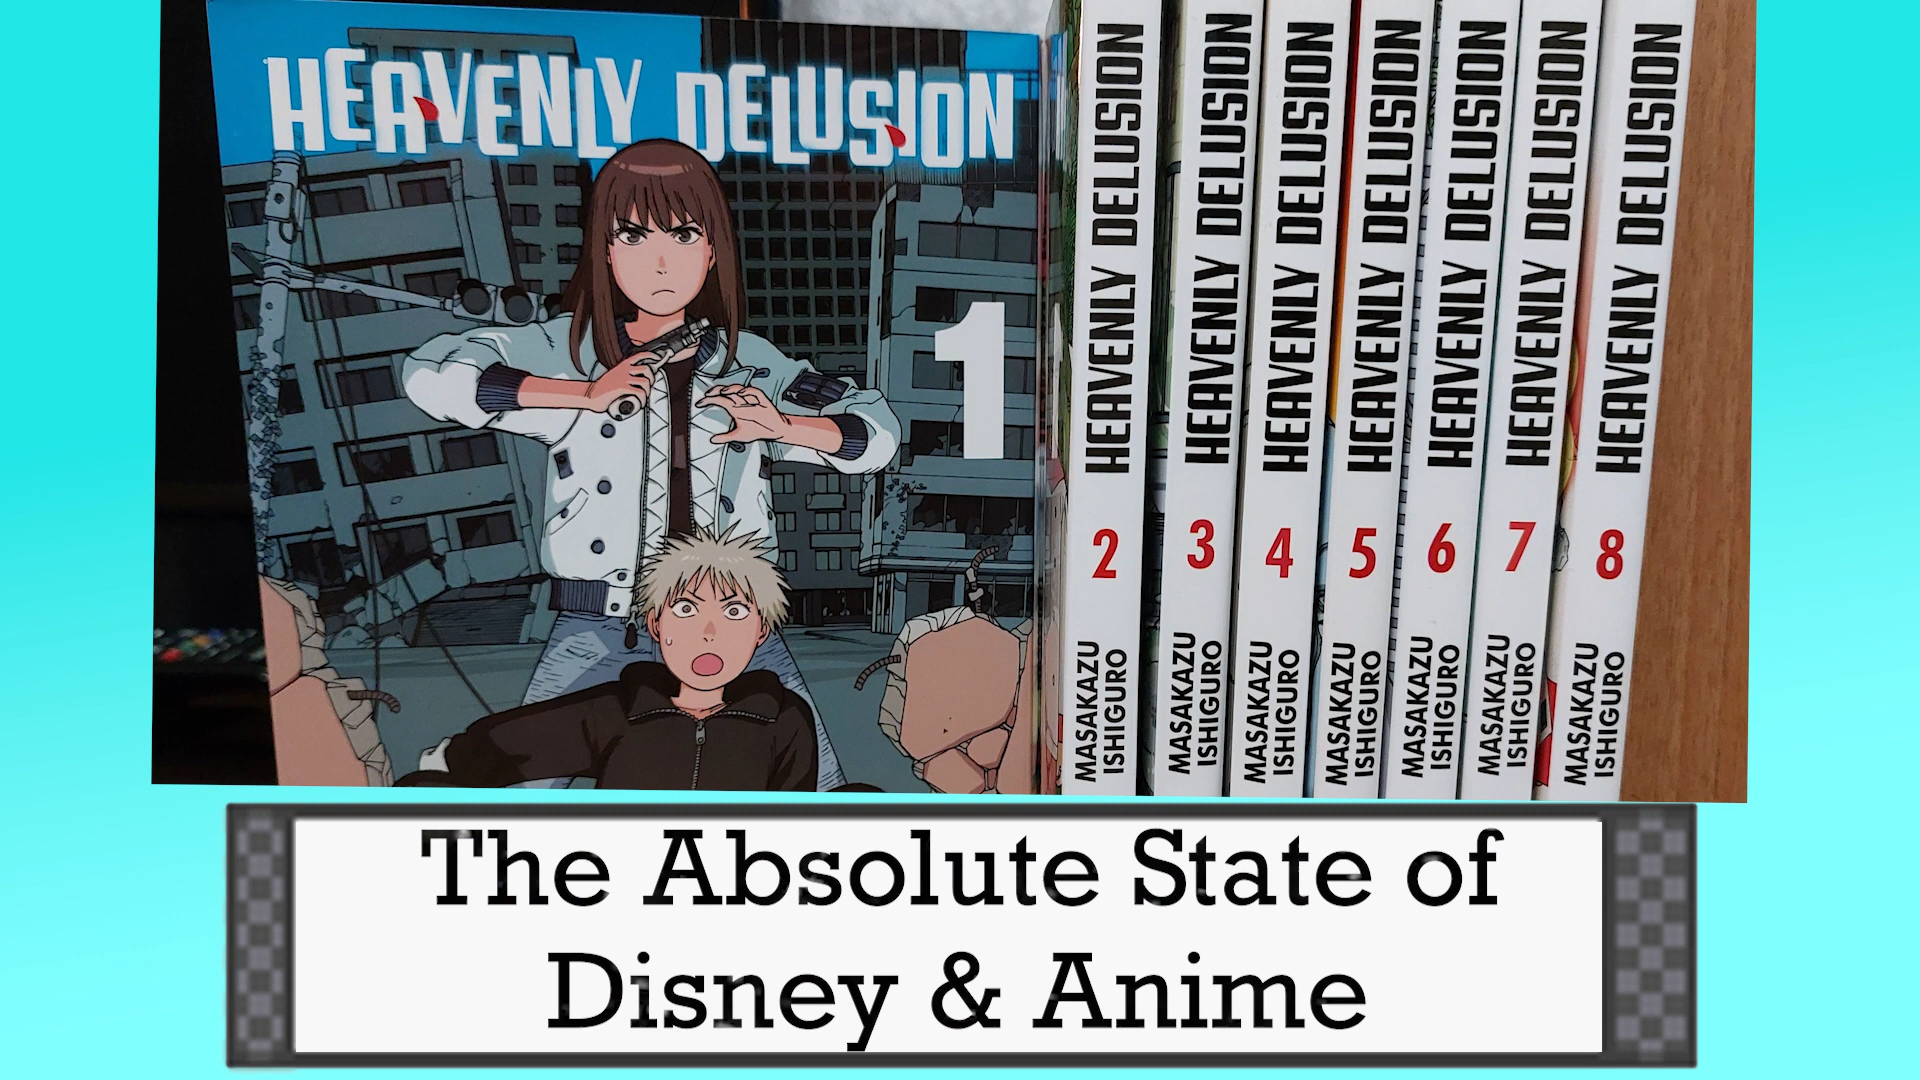 HEAVENLY DELUSION
1
HEAVENLY DELUSION 2 MASAKAZU ISHIGURO
HEAVENLY DELUSION 3 MASAKAZU ISHIGURO
HEAVENLY DELUSION 4 MASAKAZU ISHIGURO
HEAVENLY DELUSION 5 MASAKAZU ISHIGURO
HEAVENLY DELUSION 6 MASAKAZU ISHIGURO
HEAVENLY DELUSION 7 MASAKAZU ISHIGURO
HEAVENLY DELUSION 8 MASAKAZU ISHIGURO
The Absolute State of
Disney & Anime